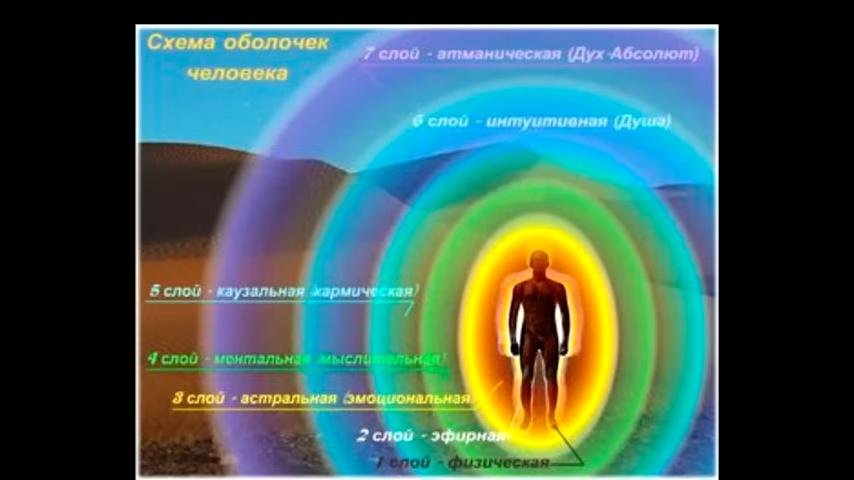 Схема оболочек
человека
7 слой - атманическая (Дух-Абсолют)
6 слой - интуитивная (Душа)
5 слой - каузальная (кармическая)
4 слой - ментальная (мыслительная)
3 слой - астральная (эмоциональная)
2 слой - эфирная
1 слой - физическая